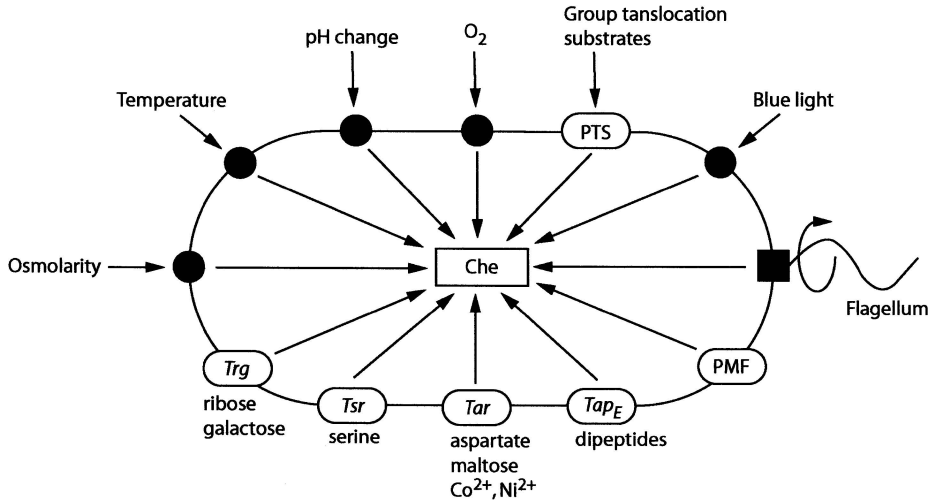 Group tanslocation
substrates
O2
pH change
Temperature
Blue light
PTS
Osmolarity
Che
Flagellum
Trg
PMF
ribose
galactose
Tsr
serine
Tar
aspartate
maltose
Co2+, Ni2+
TapE
dipeptides